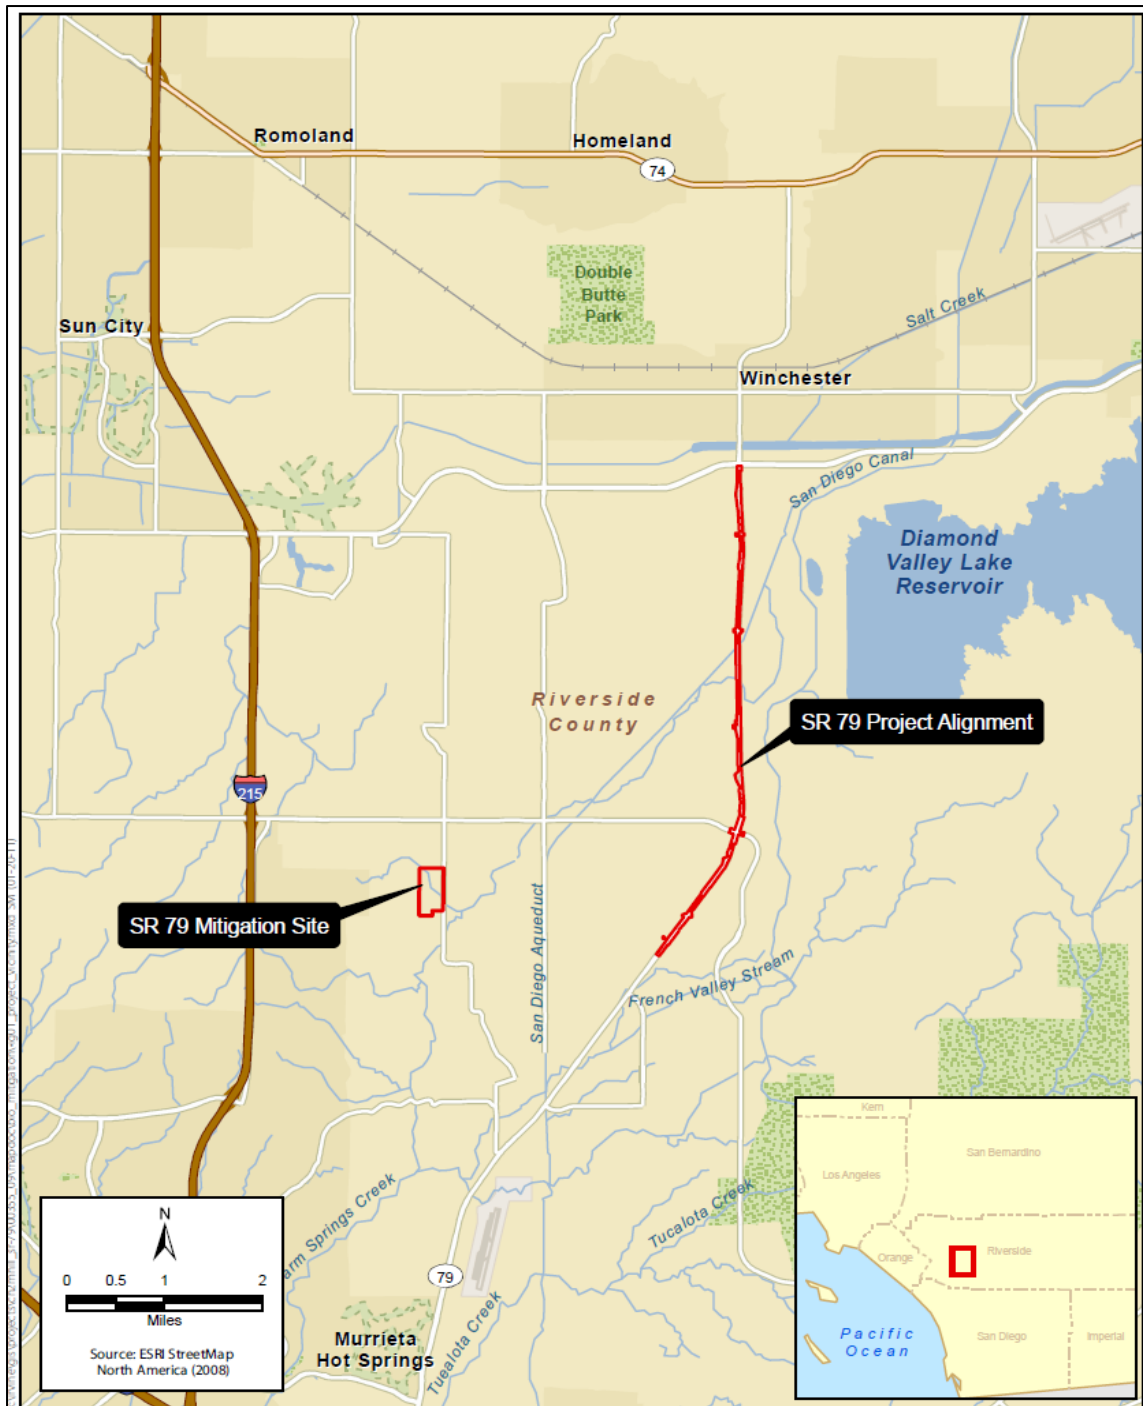 Romoland
Homeland
74
Double
Butte
Park
Sun City
Salt Creek
Winchester
San Diego Canal
Diamond
Valley Lake
Reservoir
Riverside
County
SR 79 Project Alignment
215
SR 79 Mitigation Site
San Diego Aqueduct
French Valley Stream
Tucalota Creek
arm Springs Creek
79
Tucalota Creek
Murrieta
Hot Springs
N
0 0.5 1 2
Miles
Source: ESRI StreetMap
North America (2008)
Kern
San Bernardino
Los Angeles
Orange
Riverside
Pacific
Ocean
San Diego
Imperial